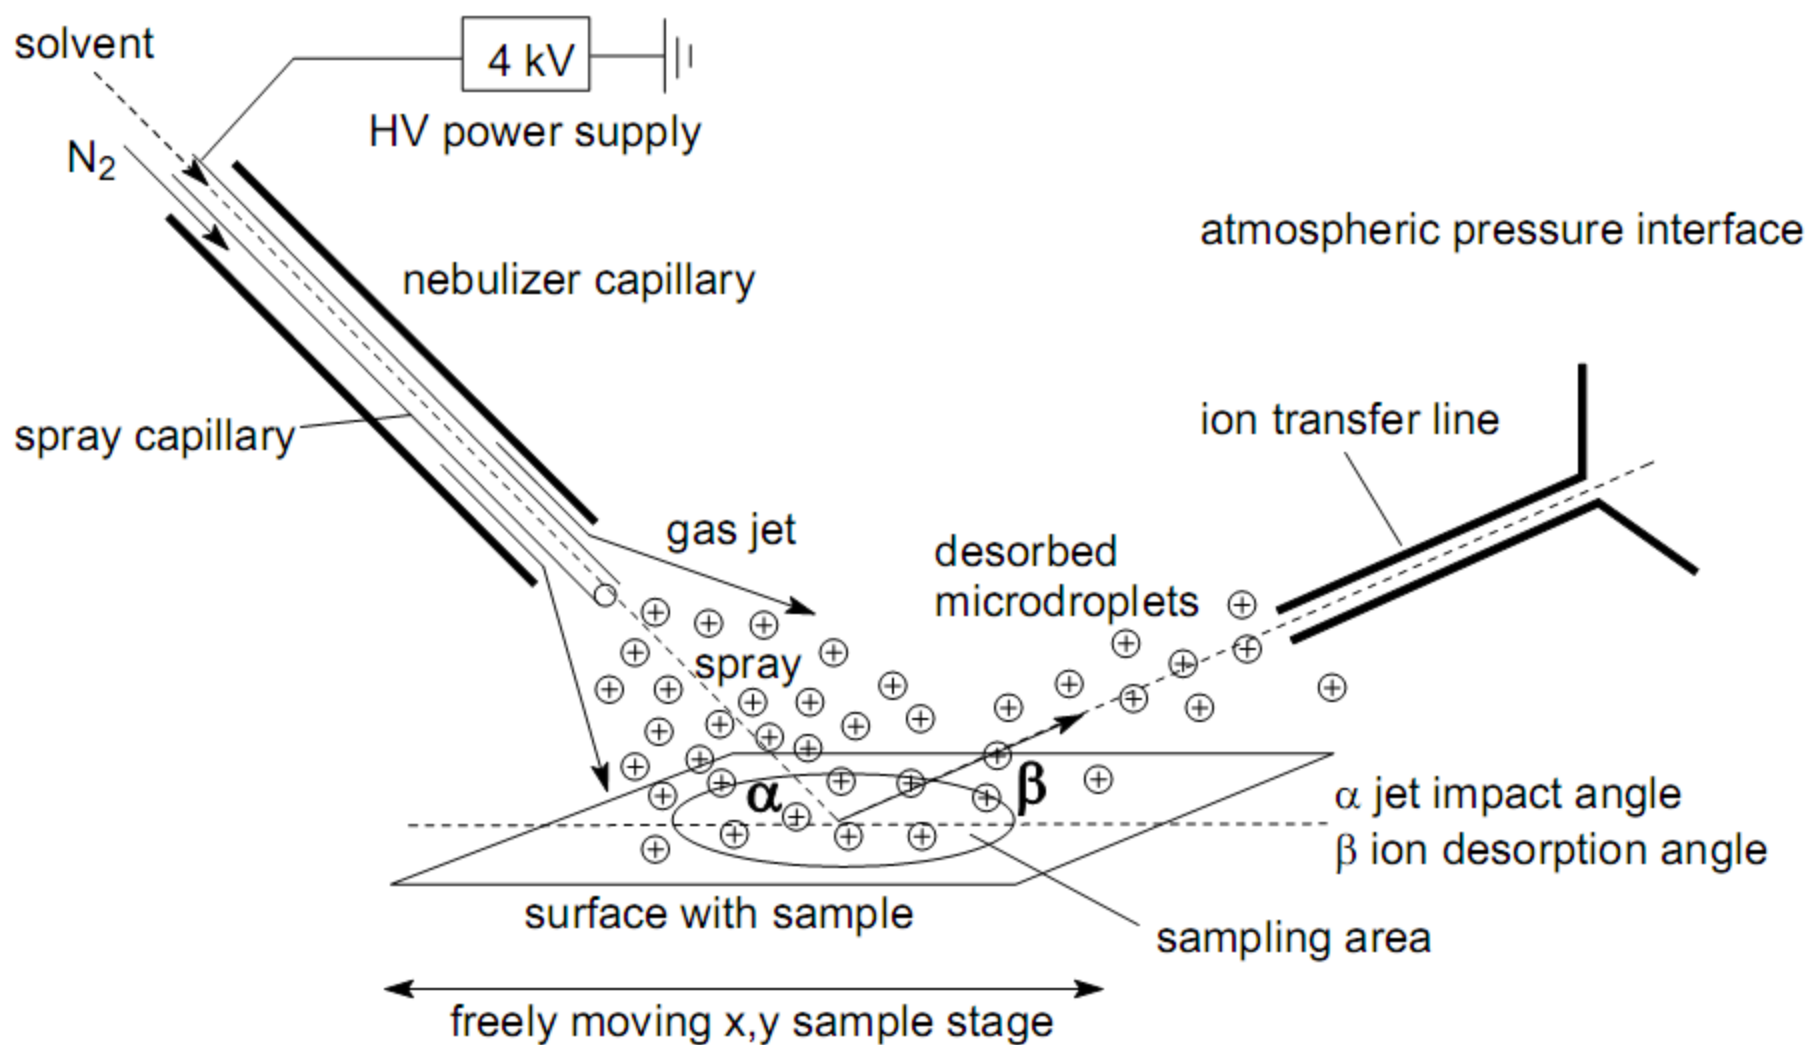 solvent
4 kV
HV power supply
N₂
atmospheric pressure interface
nebulizer capillary
spray capillary
ion transfer line
gas jet
desorbed
microdroplets
spray
α
β
α jet impact angle
β ion desorption angle
surface with sample
sampling area
freely moving x,y sample stage